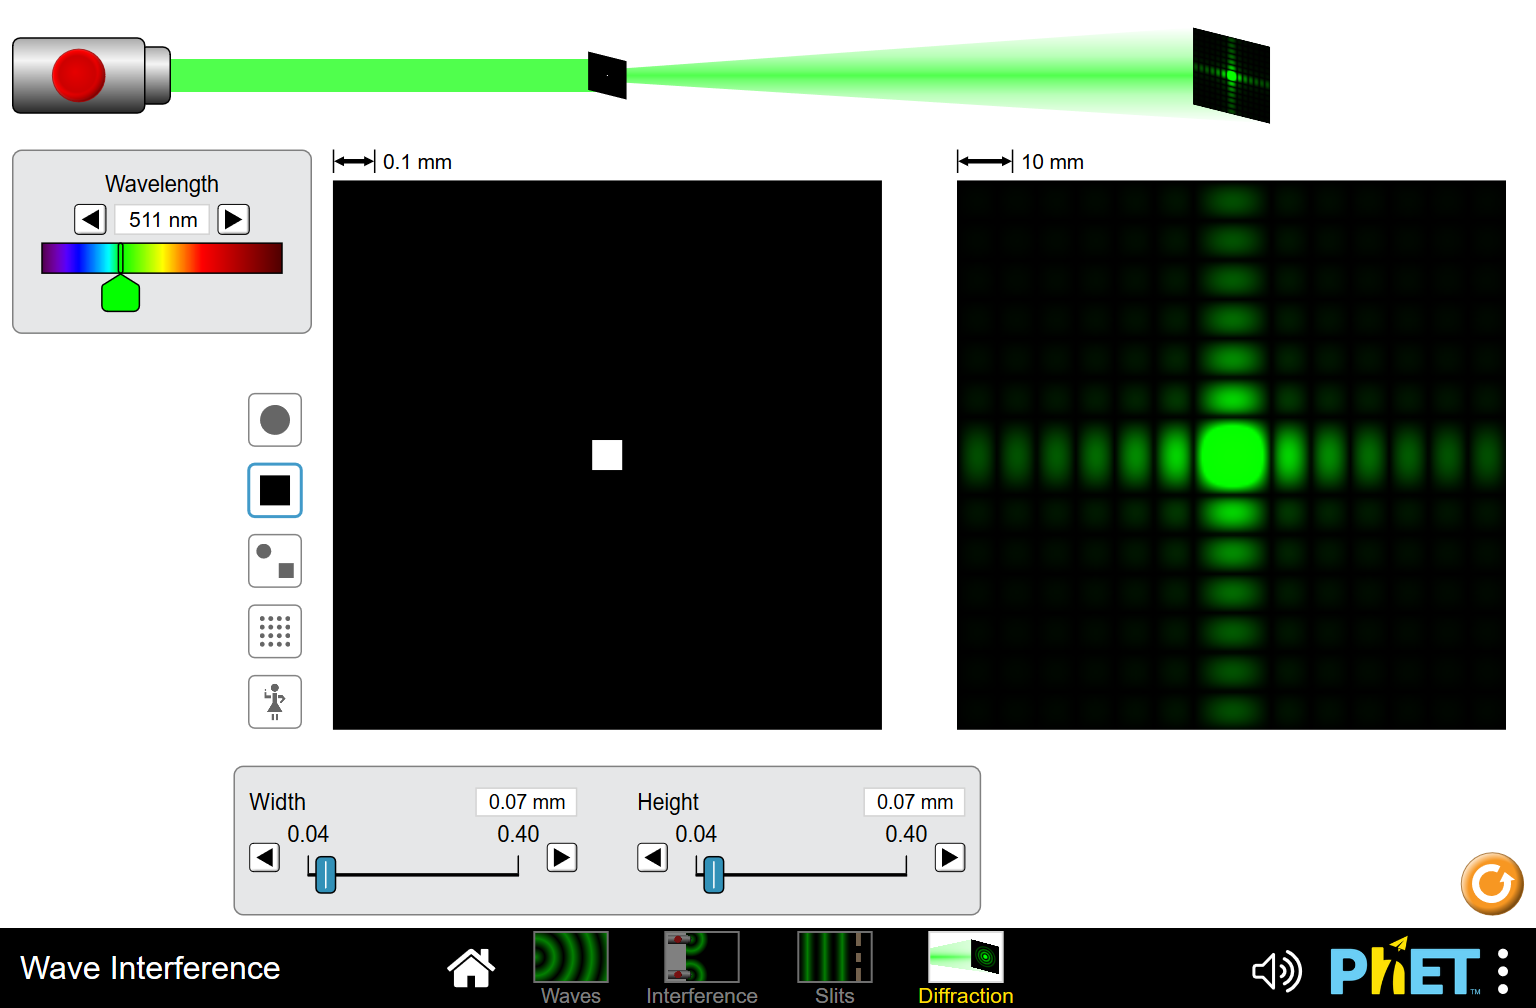 0.1 mm
10 mm
Wavelength
511 nm
Width
0.07 mm
0.04
0.40
Height
0.07 mm
0.04
0.40
Wave Interference
Waves
Interference
Slits
Diffraction
PhET™